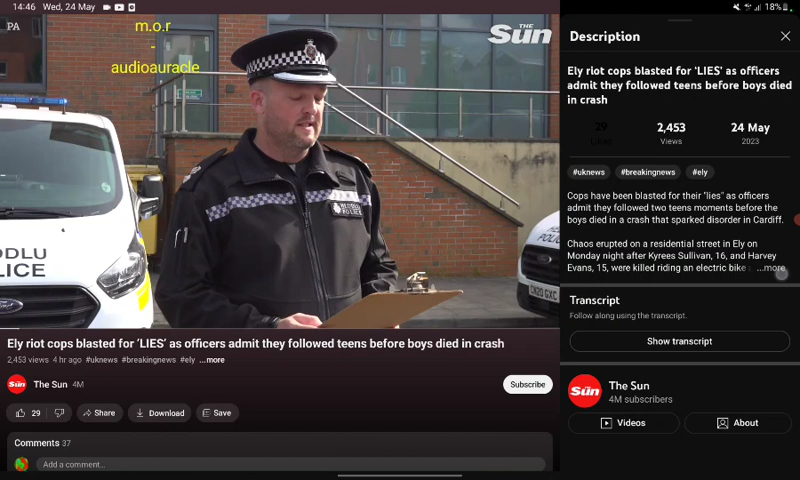 14:46 Wed, 24 May
18%
PA
m.o.r
-
audioauracle
THE Sun
DDLU
LICE
HEDDLU
POLICE
CN20 GXC
Ely riot cops blasted for ‘LIES’ as officers admit they followed teens before boys died in crash
2,453 views 4 hr ago #uknews #breakingnews #ely ...more
The Sun 4M
Subscribe
29
Share
Download
Save
Comments 37
Add a comment...
Description
Ely riot cops blasted for ‘LIES’ as officers
admit they followed teens before boys died
in crash
29 2,453 24 May
Likes Views 2023
#uknews #breakingnews #ely
Cops have been blasted for their "lies" as officers
admit they followed two teens moments before the
boys died in a crash that sparked disorder in Cardiff.
Chaos erupted on a residential street in Ely on
Monday night after Kyrees Sullivan, 16, and Harvey
Evans, 15, were killed riding an electric bike ...more
Transcript
Follow along using the transcript.
Show transcript
The Sun
4M subscribers
Videos
About